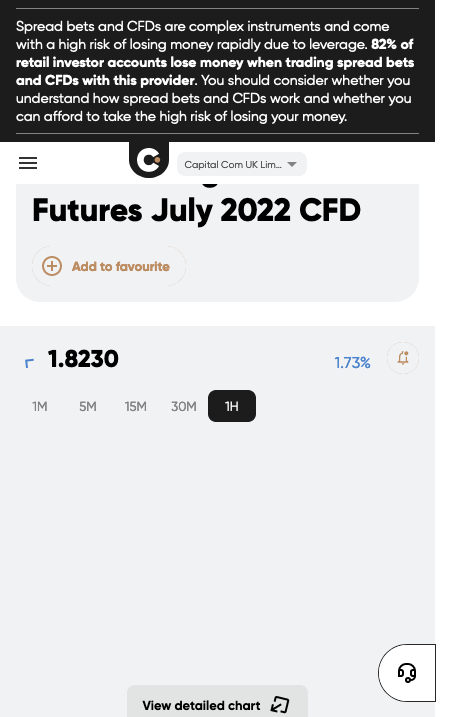 Spread bets and CFDs are complex instruments and come
with a high risk of losing money rapidly due to leverage. 82% of
retail investor accounts lose money when trading spread bets
and CFDs with this provider. You should consider whether you
understand how spread bets and CFDs work and whether you
can afford to take the high risk of losing your money.
Capital Com UK Lim...
Futures July 2022 CFD
Add to favourite
1.8230
1.73%
1M 5M 15M 30M 1H
View detailed chart